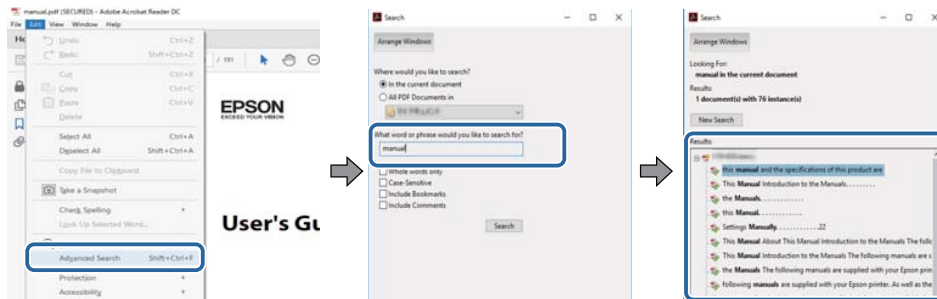 manual.pdf (SECURED) - Adobe Acrobat Reader DC
File Edit View Window Help
Undo Ctrl+Z
Redo Shift+Ctrl+Z
Cut Ctrl+X
Copy Ctrl+C
Paste Ctrl+V
Delete
Select All Ctrl+A
Deselect All Shift+Ctrl+A
Copy File to Clipboard
Take a Snapshot
Check Spelling
Look Up Selected Word...
Advanced Search Shift+Ctrl+F
Protection
Accessibility
/ 191
EPSON
EXCEED YOUR VISION
User's Gu
Search
Arrange Windows
Where would you like to search?
In the current document
All PDF Documents in
What word or phrase would you like to search for?
manual
Whole words only
Case-Sensitive
Include Bookmarks
Include Comments
Search
Search
Arrange Windows
Looking For:
manual in the current document
Results:
1 document(s) with 76 instance(s)
New Search
Results:
this manual and the specifications of this product are
This Manual Introduction to the Manuals. . . . . . . . .
the Manuals. . . . . . . . . . . .
this Manual. . . . . . . . . . . .
Settings Manually. . . . . . . . . . . . .22
This Manual About This Manual Introduction to the Manuals The follo
This Manual Introduction to the Manuals The following manuals are s
the Manuals The following manuals are supplied with your Epson prin
following manuals are supplied with your Epson printer. As well as the